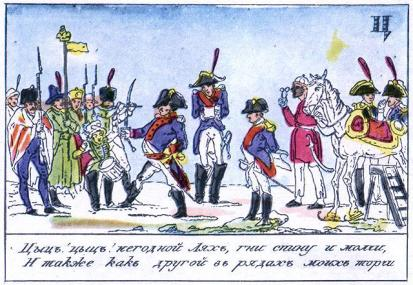 Ц
Цыцъ! цыцъ! негодной Ляхъ, гни спину и молчи,
И также какъ другой въ рядахъ моихъ торчи